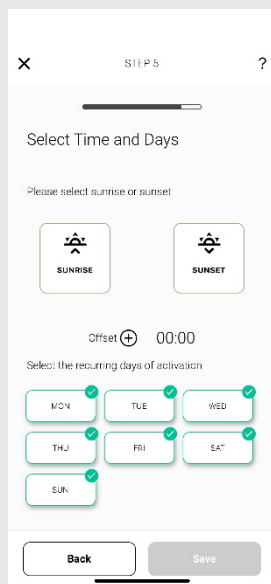 STEP 5 ?
Select Time and Days
Please select sunrise or sunset
SUNRISE SUNSET
Offset 00:00
Select the recurring days of activation
MON TUE WED
THU FRI SAT
SUN
Back Save